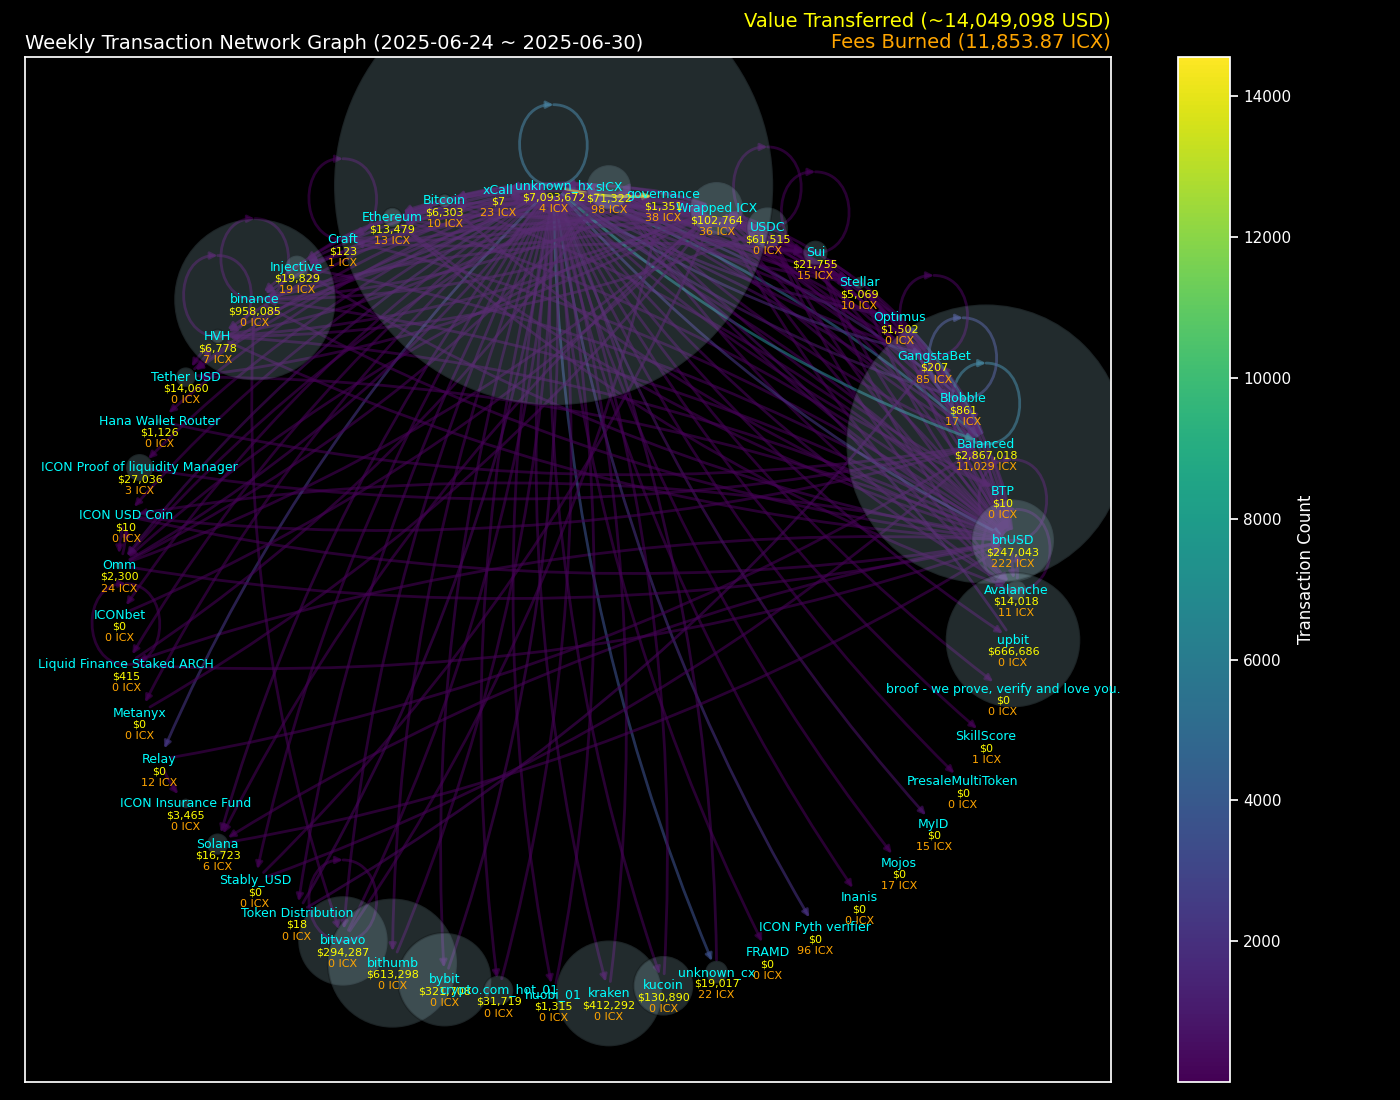 Value Transferred (~14,049,098 USD)
Weekly Transaction Network Graph (2025-06-24 ~ 2025-06-30)
Fees Burned (11,853.87 ICX)
unknown_hx
$7,093,672
4 ICX
sICX
$71,322
98 ICX
governance
$1,351
38 ICX
Wrapped ICX
$102,764
36 ICX
USDC
$61,515
0 ICX
Sui
$21,755
15 ICX
Stellar
$5,069
10 ICX
Optimus
$1,502
0 ICX
GangstaBet
$207
85 ICX
Blobble
$861
17 ICX
Balanced
$2,867,018
11,029 ICX
BTP
$10
0 ICX
bnUSD
$247,043
222 ICX
Avalanche
$14,018
11 ICX
upbit
$666,686
0 ICX
broof - we prove, verify and love you.
$0
0 ICX
SkillScore
$0
1 ICX
PresaleMultiToken
$0
0 ICX
MyID
$0
15 ICX
Mojos
$0
17 ICX
Inanis
$0
0 ICX
ICON Pyth verifier
$0
96 ICX
FRAMD
$0
0 ICX
unknown_cx
$19,017
22 ICX
kucoin
$130,890
0 ICX
kraken
$412,292
0 ICX
huobi_01
$1,315
0 ICX
$31,719
0 ICX
bybit
0 ICX
bithumb
$613,298
0 ICX
bitvavo
$294,287
0 ICX
Token Distribution
$18
0 ICX
Stably_USD
$0
0 ICX
Solana
$16,723
6 ICX
ICON Insurance Fund
$3,465
0 ICX
Relay
$0
12 ICX
Metanyx
$0
0 ICX
Liquid Finance Staked ARCH
$415
0 ICX
ICONbet
$0
0 ICX
Omm
$2,300
24 ICX
ICON USD Coin
$10
0 ICX
ICON Proof of liquidity Manager
$27,036
3 ICX
Hana Wallet Router
$1,126
0 ICX
Tether USD
$14,060
0 ICX
HVH
$6,778
7 ICX
binance
$958,085
0 ICX
Injective
$19,829
19 ICX
Craft
$123
1 ICX
Ethereum
$13,479
13 ICX
Bitcoin
$6,303
10 ICX
xCall
$7
23 ICX
14000
12000
10000
8000
6000
4000
2000
Transaction Count